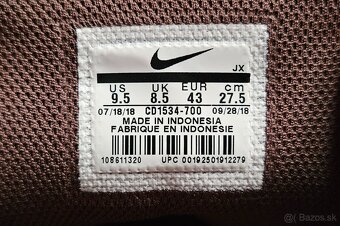 JX
US UK EUR cm
9.5 8.5 43 27.5
07/18/18 CD1534-700 09/28/18
MADE IN INDONESIA
FABRIQUE EN INDONESIE
108611320 UPC 00192501912279
Bazos.sk